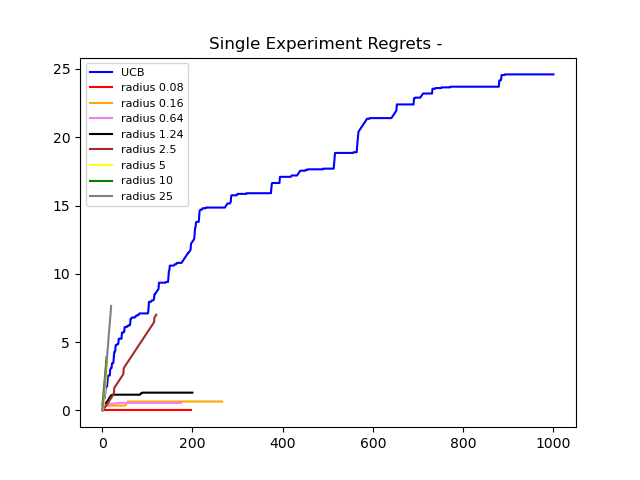 Single Experiment Regrets -
UCB
radius 0.08
radius 0.16
radius 0.64
radius 1.24
radius 2.5
radius 5
radius 10
radius 25
25
20
15
10
5
0
0 200 400 600 800 1000